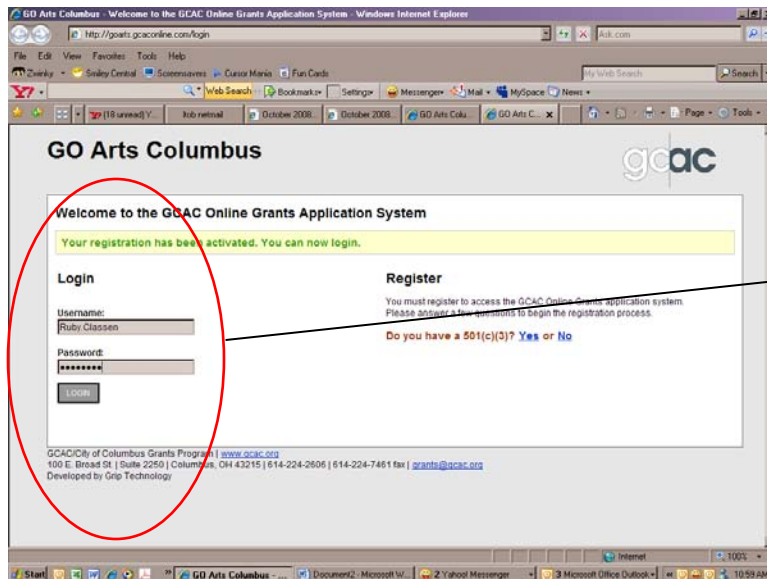 GO Arts Columbus - Welcome to the GCAC Online Grants Application System - Windows Internet Explorer
http://goarts.gcaconline.com/login
Ask.com
File Edit View Favorites Tools Help
Zwinky Smiley Central Screensavers Cursor Mania Fun Cards My Web Search Search
Y7 Web Search Bookmarks Settings Messenger Mail MySpace News
(18 unread) Y... October 2008... October 2008... GO Arts Colu... GO Arts C... Page Tools
GO Arts Columbus
gcac
Welcome to the GCAC Online Grants Application System
Your registration has been activated. You can now login.
Login
Username:
Ruby Classen
Password:
••••••••
LOGIN
Register
You must register to access the GCAC Online Grants application system.
Please answer a few questions to begin the registration process.
Do you have a 501(c)(3)? Yes or No
GCAC/City of Columbus Grants Program | www.gcac.org
100 E. Broad St. | Suite 2250 | Columbus, OH 43215 | 614-224-2606 | 614-224-7461 fax | grants@gcac.org
Developed by Grip Technology
Internet 100%
Start GO Arts Columbus - ... Document2 - Microsoft W... 2 Yahoo! Messenger 3 Microsoft Office Outlook 10:59 AM